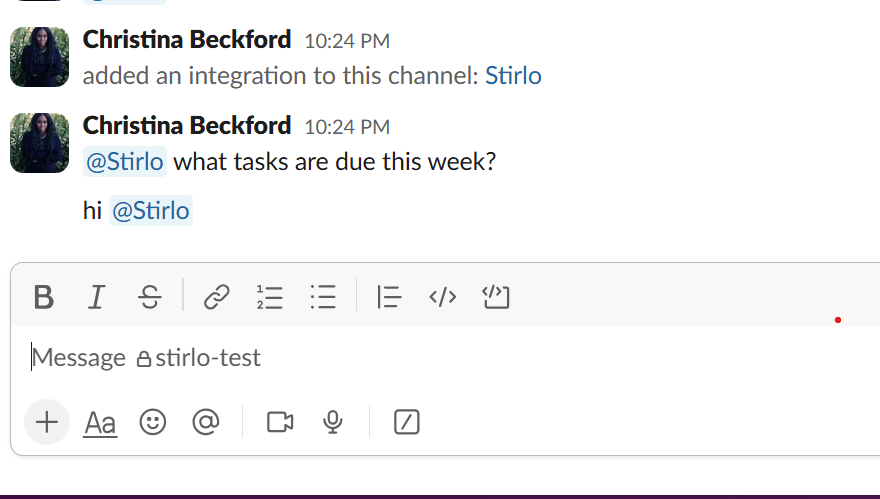 Christina Beckford 10:24 PM
added an integration to this channel: Stirlo
Christina Beckford 10:24 PM
@Stirlo what tasks are due this week?
hi @Stirlo
B I S
Message stirlo-test
Aa